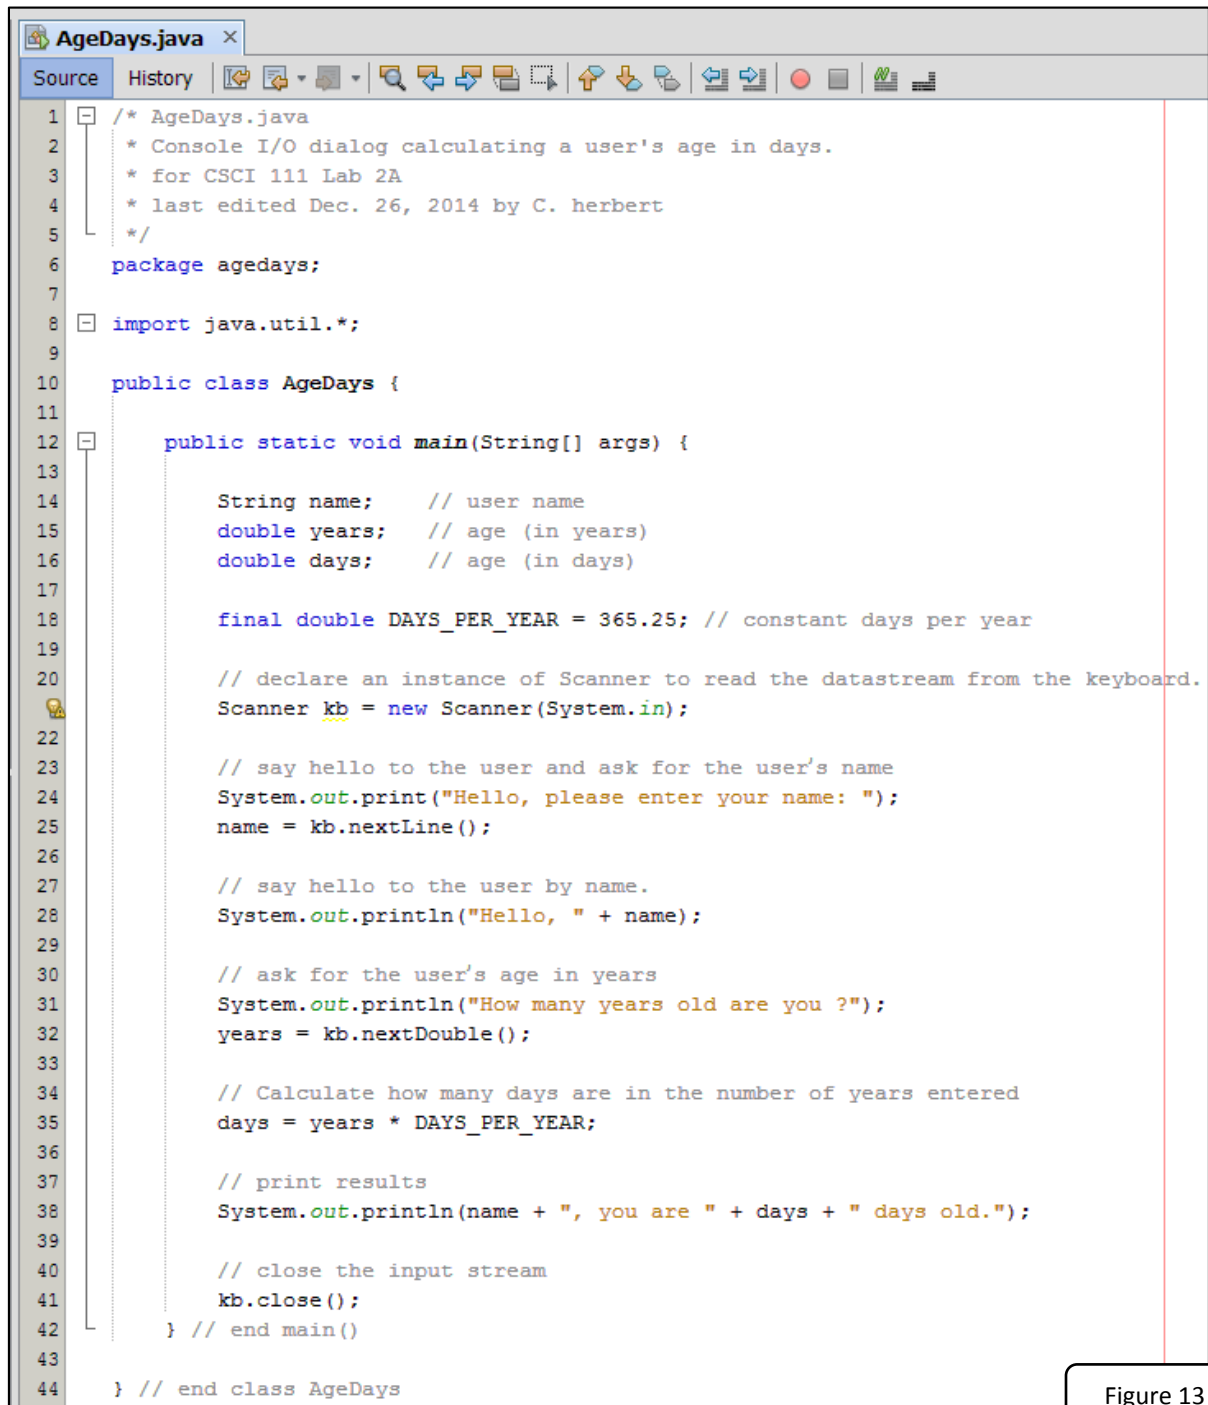 AgeDays.java ×
Source History
1 /* AgeDays.java
2 * Console I/O dialog calculating a user's age in days.
3 * for CSCI 111 Lab 2A
4 * last edited Dec. 26, 2014 by C. herbert
5 */
6 package agedays;
7
8 import java.util.*;
9
10 public class AgeDays {
11
12 public static void main(String[] args) {
13
14 String name; // user name
15 double years; // age (in years)
16 double days; // age (in days)
17
18 final double DAYS_PER_YEAR = 365.25; // constant days per year
19
20 // declare an instance of Scanner to read the datastream from the keyboard.
Scanner kb = new Scanner(System.in);
22
23 // say hello to the user and ask for the user's name
24 System.out.print("Hello, please enter your name: ");
25 name = kb.nextLine();
26
27 // say hello to the user by name.
28 System.out.println("Hello, " + name);
29
30 // ask for the user's age in years
31 System.out.println("How many years old are you ?");
32 years = kb.nextDouble();
33
34 // Calculate how many days are in the number of years entered
35 days = years * DAYS_PER_YEAR;
36
37 // print results
38 System.out.println(name + ", you are " + days + " days old.");
39
40 // close the input stream
41 kb.close();
42 } // end main()
43
44 } // end class AgeDays
Figure 13